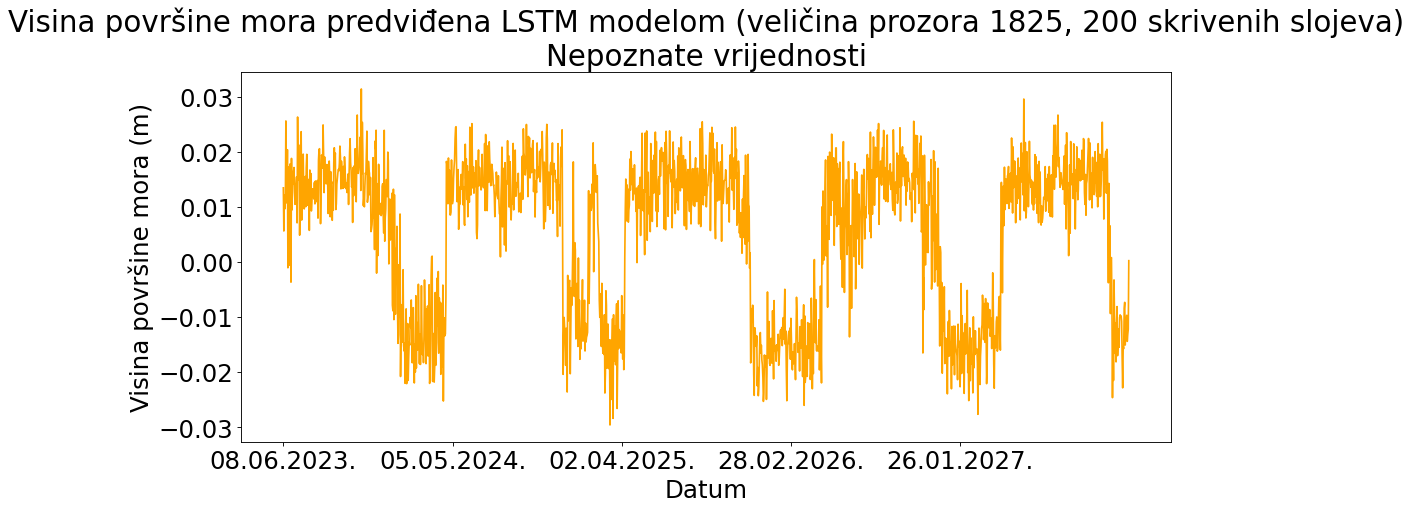 Visina površine mora predviđena LSTM modelom (veličina prozora 1825, 200 skrivenih slojeva)
Nepoznate vrijednosti
Visina površine mora (m)
0.03
0.02
0.01
0.00
−0.01
−0.02
−0.03
08.06.2023. 05.05.2024. 02.04.2025. 28.02.2026. 26.01.2027.
Datum